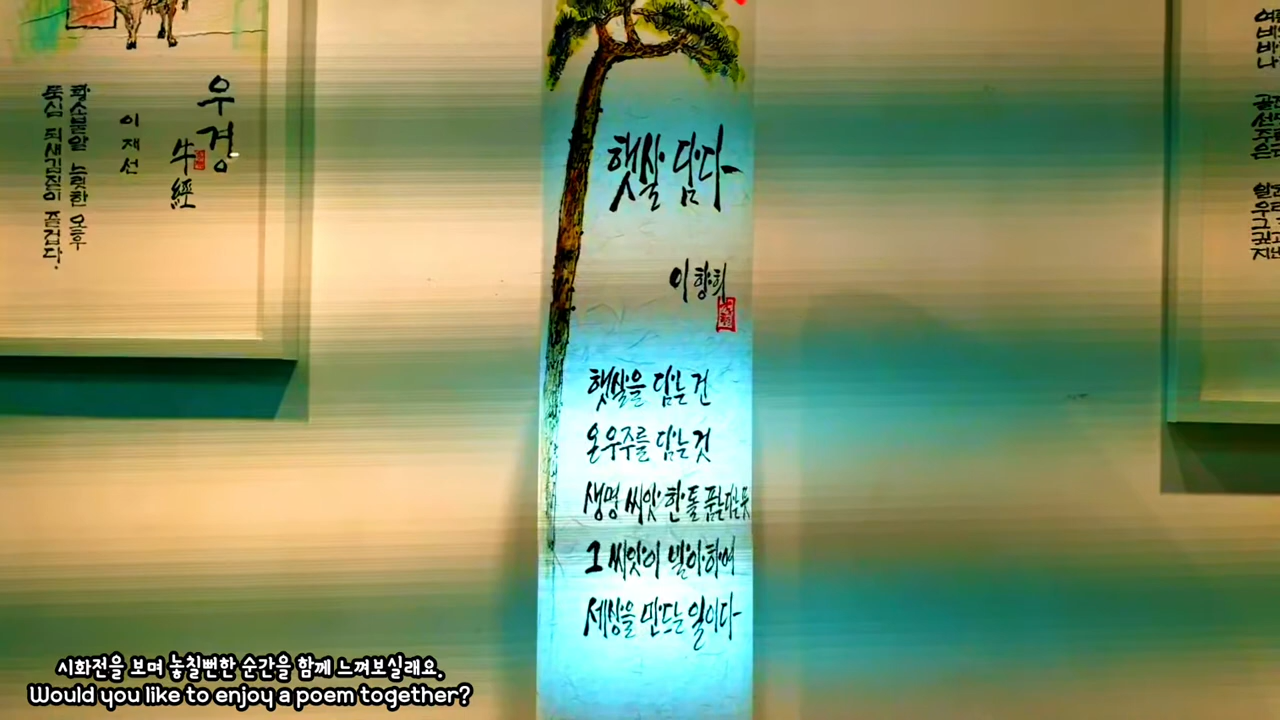 우경
牛經
이재선
황소불알 느릿한 오후
뚝심 되새김질이 즐겁다.
햇살 담다
이향희
햇살을 담는 건
온 우주를 담는 것
생명 씨앗 한 톨 품는다는 뜻
그 씨앗이 발아하여
세상을 만드는 일이다
시화전을 보며 놓칠뻔한 순간을 함께 느껴보실래요.
Would you like to enjoy a poem together?